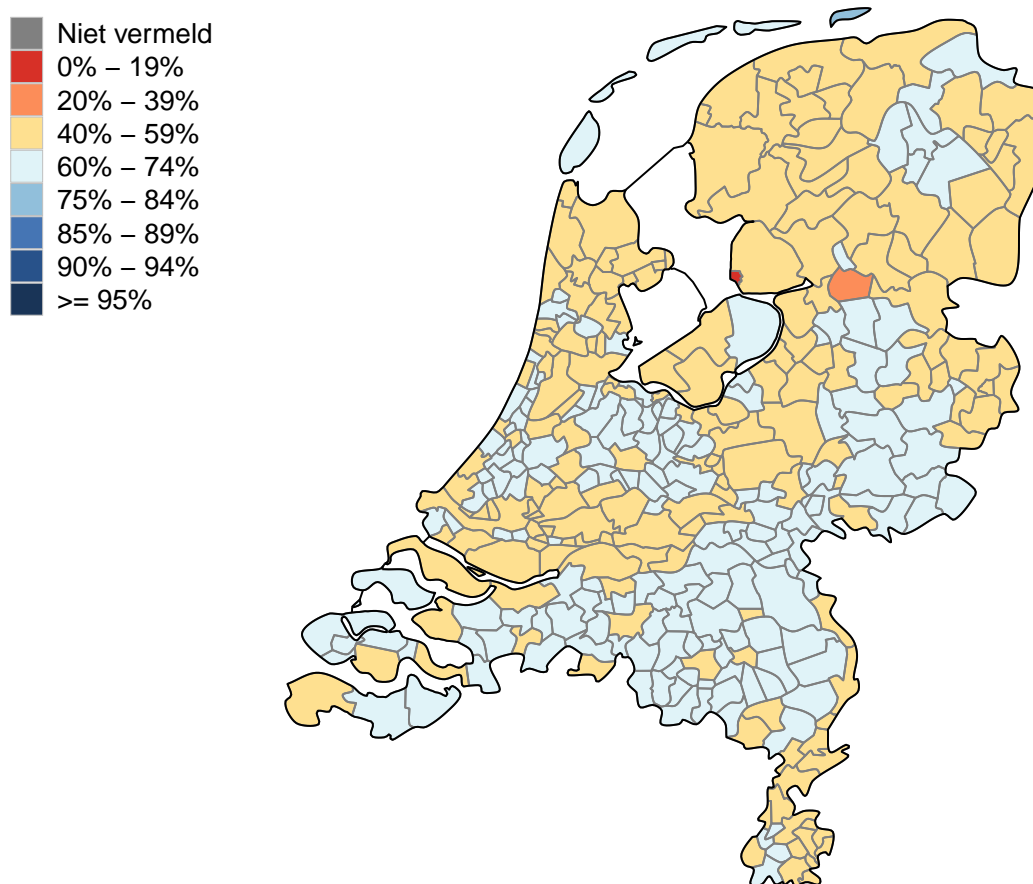 Niet vermeld
0% – 19%
20% – 39%
40% – 59%
60% – 74%
75% – 84%
85% – 89%
90% – 94%
>= 95%